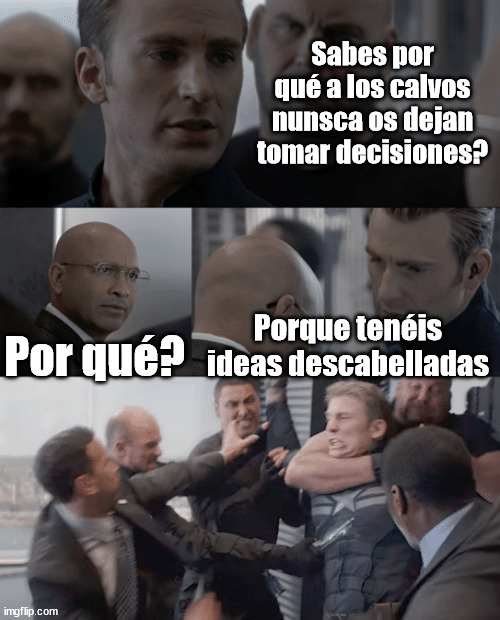 Sabes por
qué a los calvos
nunsca os dejan
tomar decisiones?
Por qué?
Porque tenéis
ideas descabelladas
imgflip.com